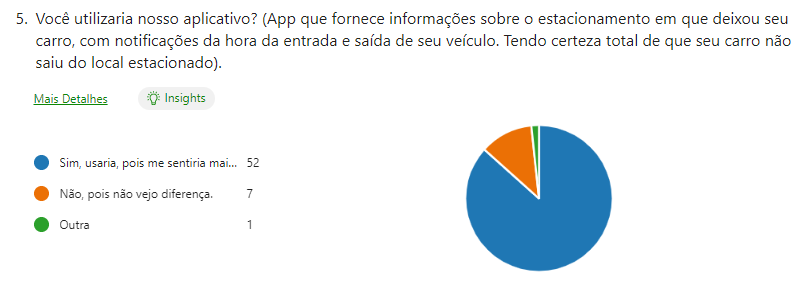 5. Você utilizaria nosso aplicativo? (App que fornece informações sobre o estacionamento em que deixou seu
carro, com notificações da hora da entrada e saída de seu veículo. Tendo certeza total de que seu carro não
saiu do local estacionado).
Mais Detalhes Insights
Sim, usaria, pois me sentiria mai... 52
Não, pois não vejo diferença. 7
Outra 1